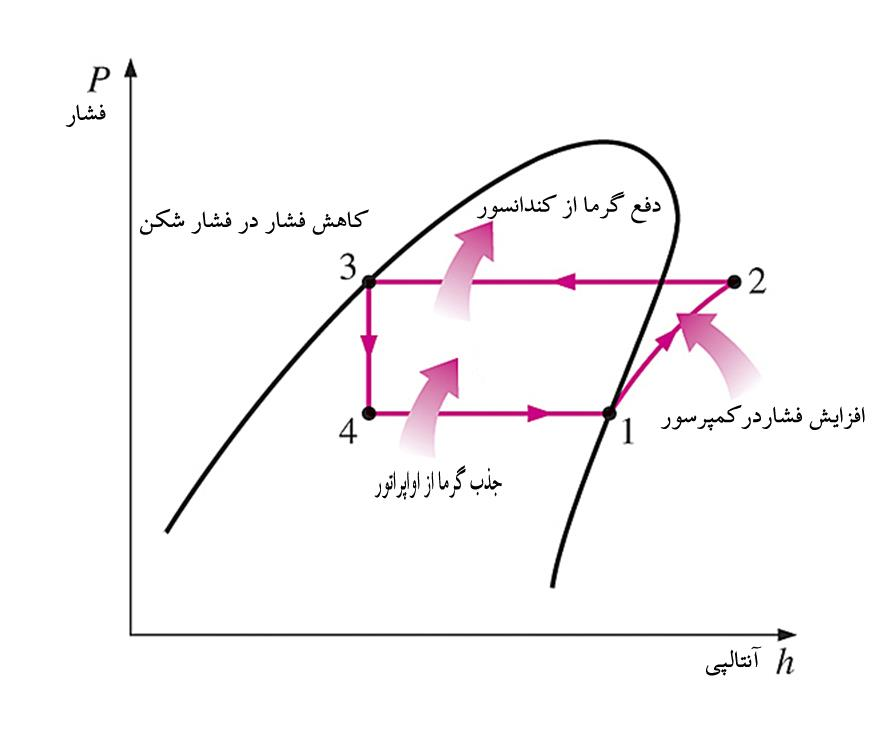 P
فشار
دفع گرما از کندانسور
کاهش فشار در فشار شکن
3
2
افزایش فشاردرکمپرسور
4
1
جذب گرما از اواپراتور
آنتالپی h